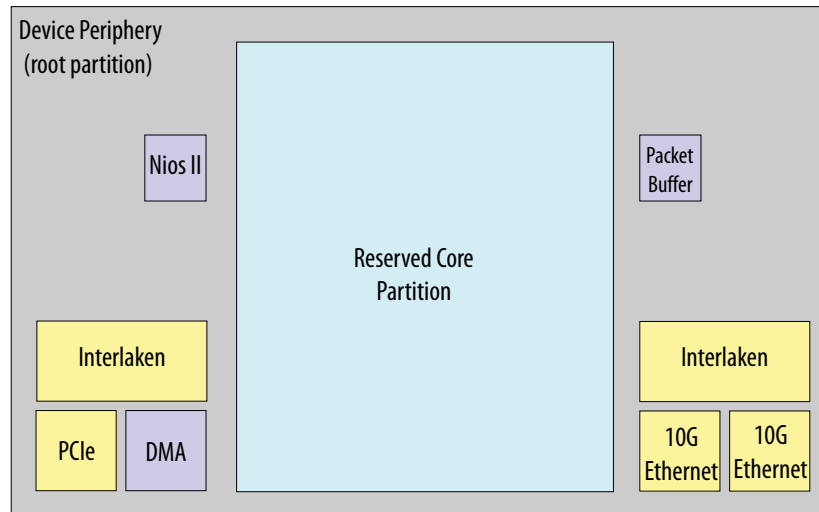 Device Periphery
(root partition)
Nios II
Packet
Buffer
Reserved Core
Partition
Interlaken
Interlaken
PCIe
DMA
10G
Ethernet
10G
Ethernet